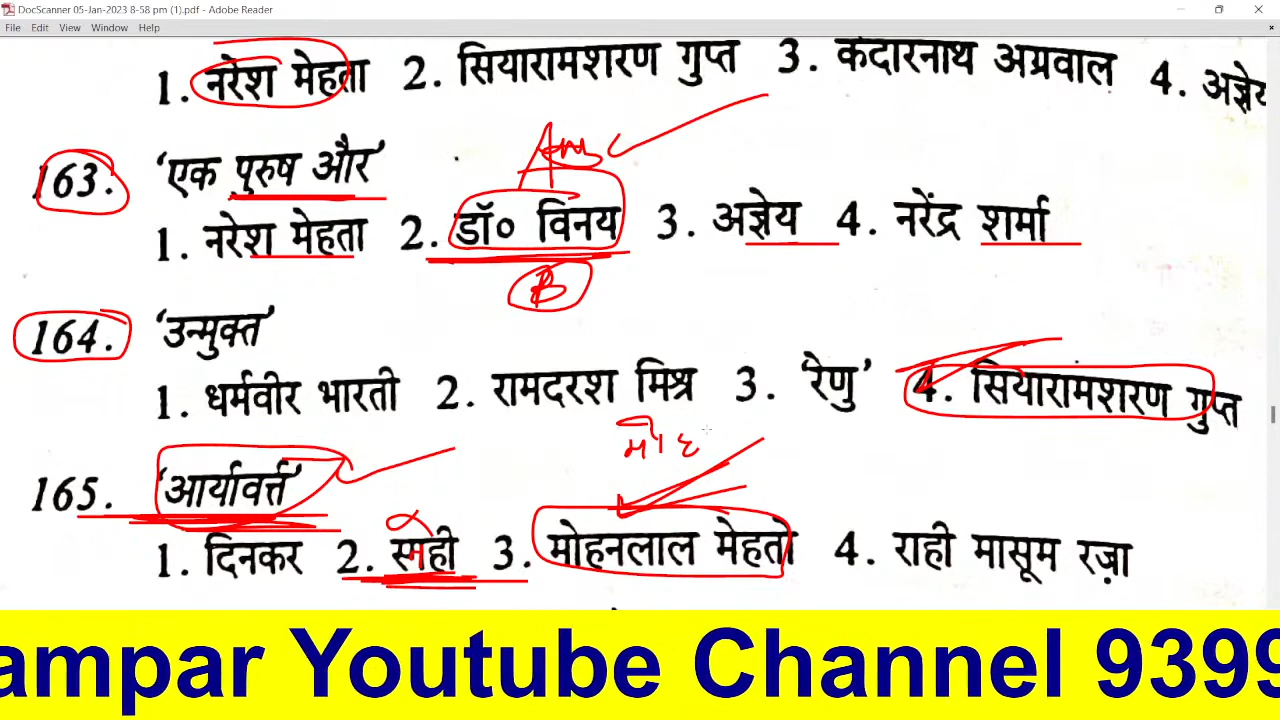 DocScanner 05-Jan-2023 8-58 pm (1).pdf - Adobe Reader
File Edit View Window Help
1. नरेश मेहता 2. सियारामशरण गुप्त 3. केदारनाथ अग्रवाल 4. अज्ञेय
163. 'एक पुरुष और'
Ans
1. नरेश मेहता 2. डॉ० विनय 3. अज्ञेय 4. नरेंद्र शर्मा
B
164. 'उन्मुक्त'
1. धर्मवीर भारती 2. रामदरश मिश्र 3. 'रेणु' 4. सियारामशरण गुप्त
165. 'आर्यावर्त्त'
1. दिनकर 2. स्नेही 3. मोहनलाल मेहतो 4. राही मासूम रज़ा
ampar Youtube Channel 9399